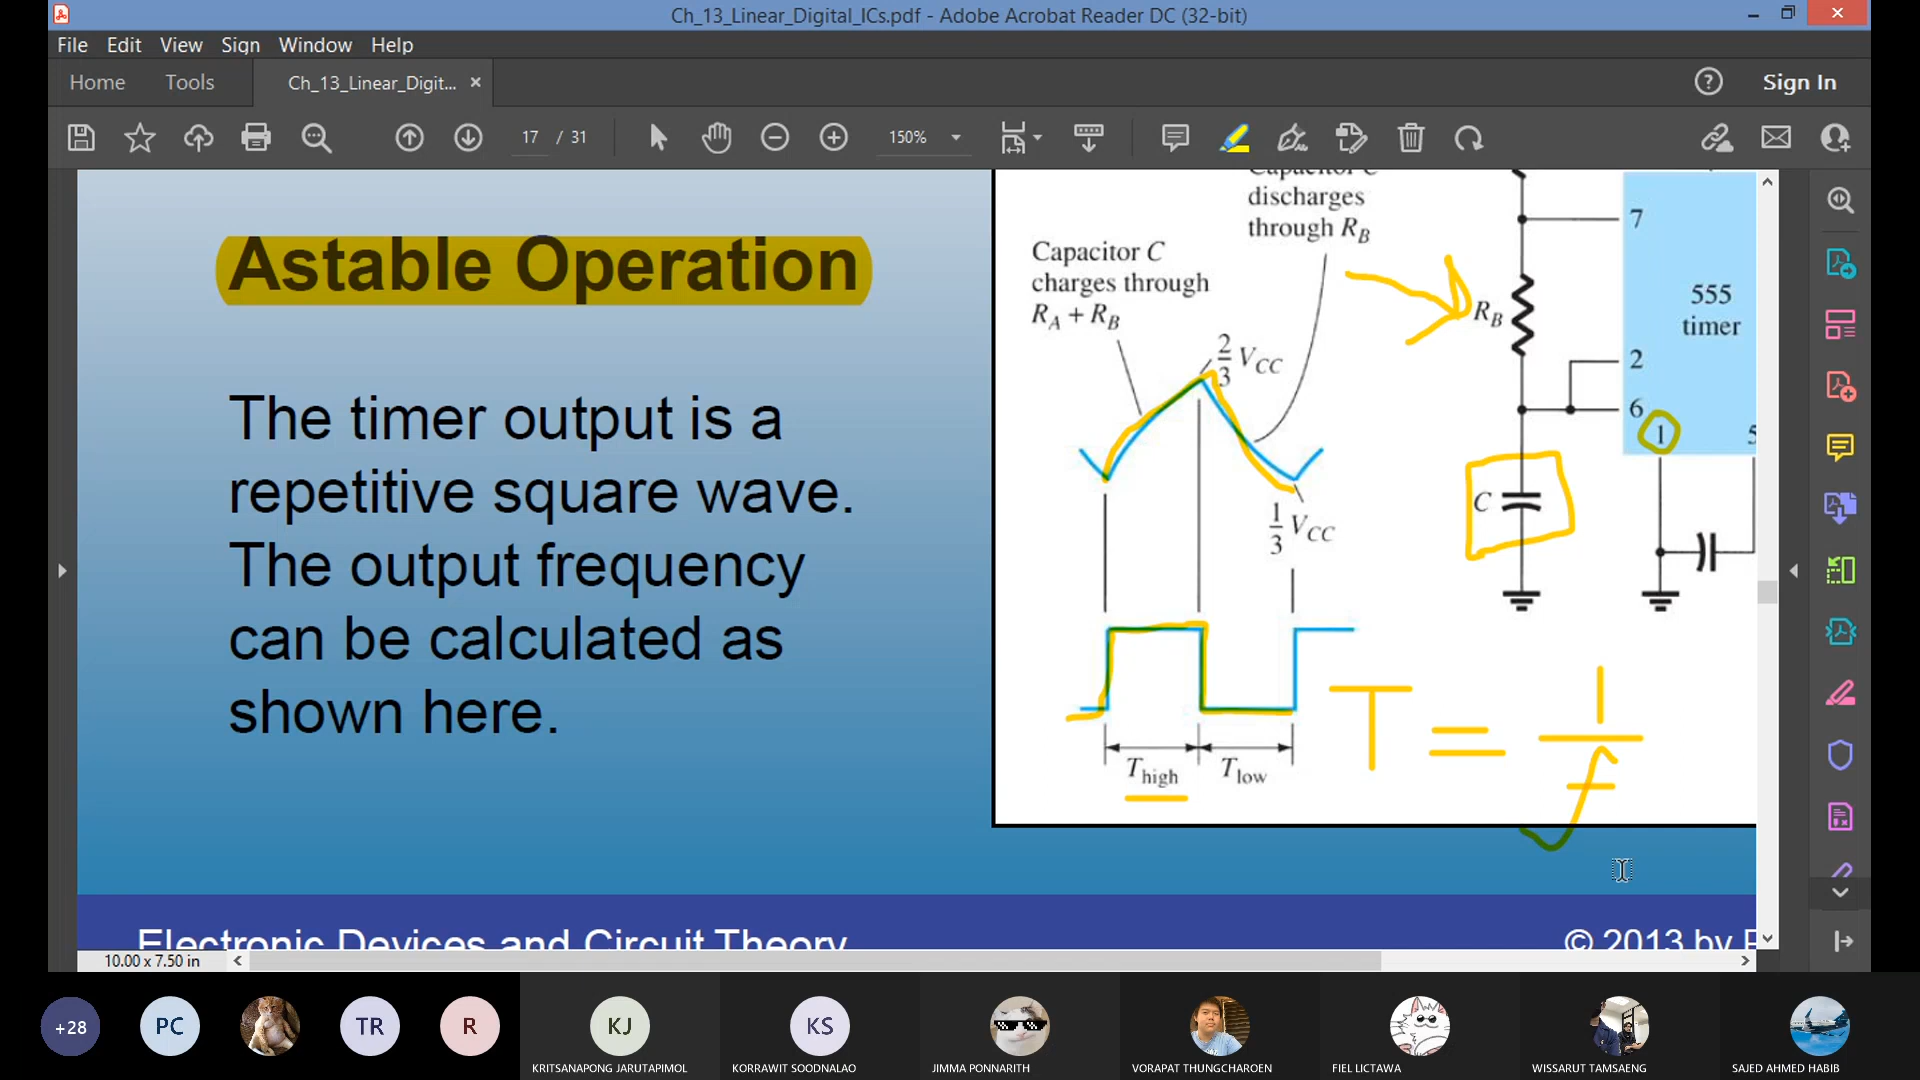 Ch_13_Linear_Digital_ICs.pdf - Adobe Acrobat Reader DC (32-bit)
File Edit View Sign Window Help
Home Tools Ch_13_Linear_Digit... × Sign In
17 / 31 150%
Astable Operation
The timer output is a
repetitive square wave.
The output frequency
can be calculated as
shown here.
Capacitor C
discharges
through RB
Capacitor C
charges through
RA + RB
2/3 VCC
1/3 VCC
Thigh Tlow
T = 1/f
RB
C
7
555
timer
2
6
1
5
Electronic Devices and Circuit Theory
© 2013 by
10.00 x 7.50 in
+28 PC TR R KJ KS
KRITSANAPONG JARUTAPIMOL KORRAWIT SOODNALAO JIMMA PONNARITH VORAPAT THUNGCHAROEN FIEL LICTAWA WISSARUT TAMSAENG SAJED AHMED HABIB